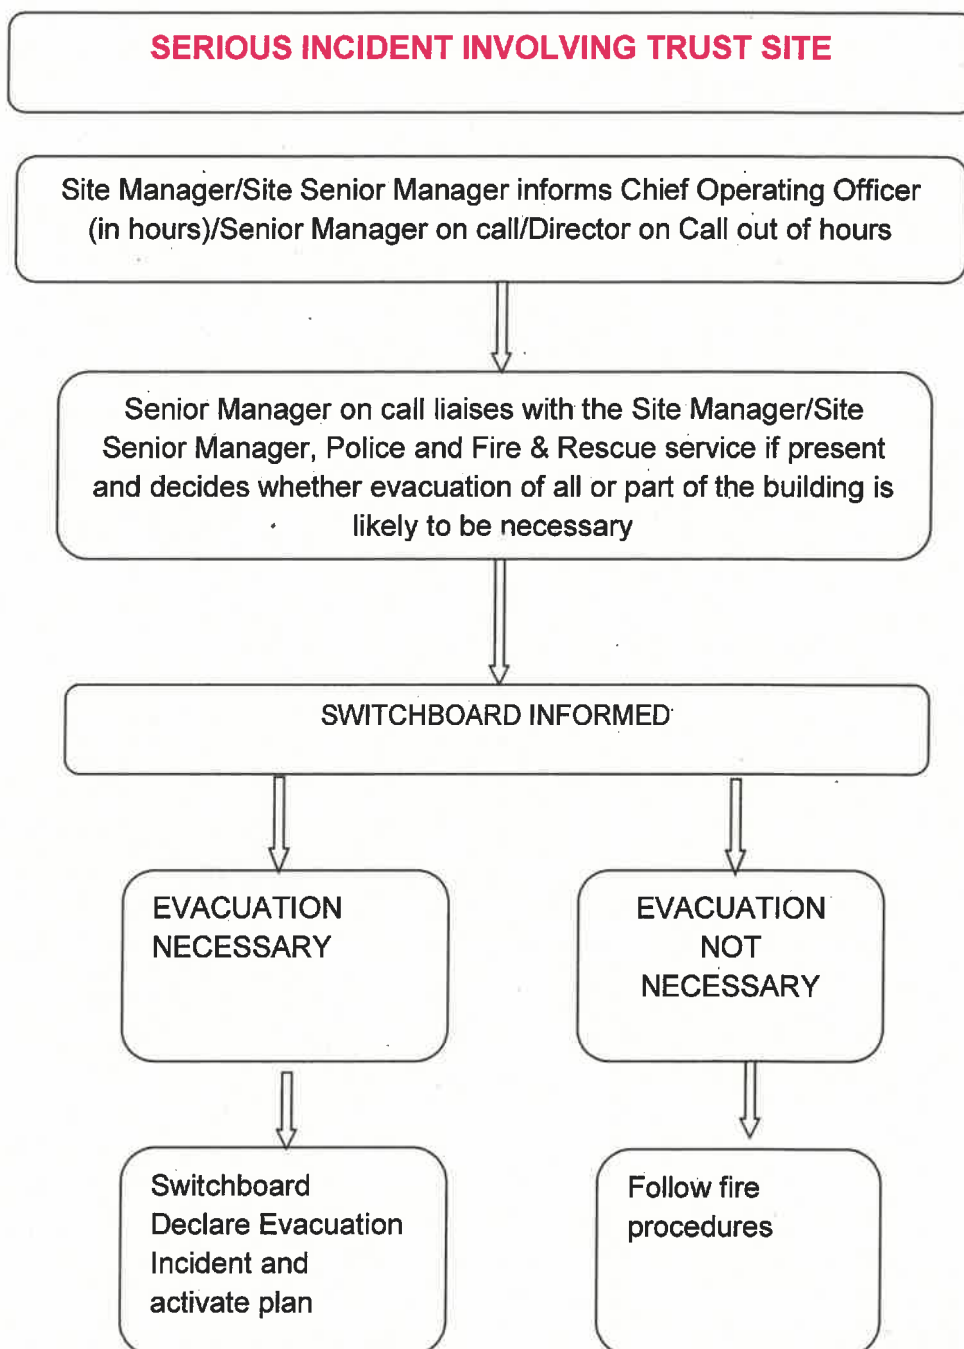 SERIOUS INCIDENT INVOLVING TRUST SITE
Site Manager/Site Senior Manager informs Chief Operating Officer
(in hours)/Senior Manager on call/Director on Call out of hours
Senior Manager on call liaises with the Site Manager/Site
Senior Manager, Police and Fire & Rescue service if present
and decides whether evacuation of all or part of the building is
likely to be necessary
SWITCHBOARD INFORMED
EVACUATION
NECESSARY
EVACUATION
NOT
NECESSARY
Switchboard
Declare Evacuation
Incident and
activate plan
Follow fire
procedures